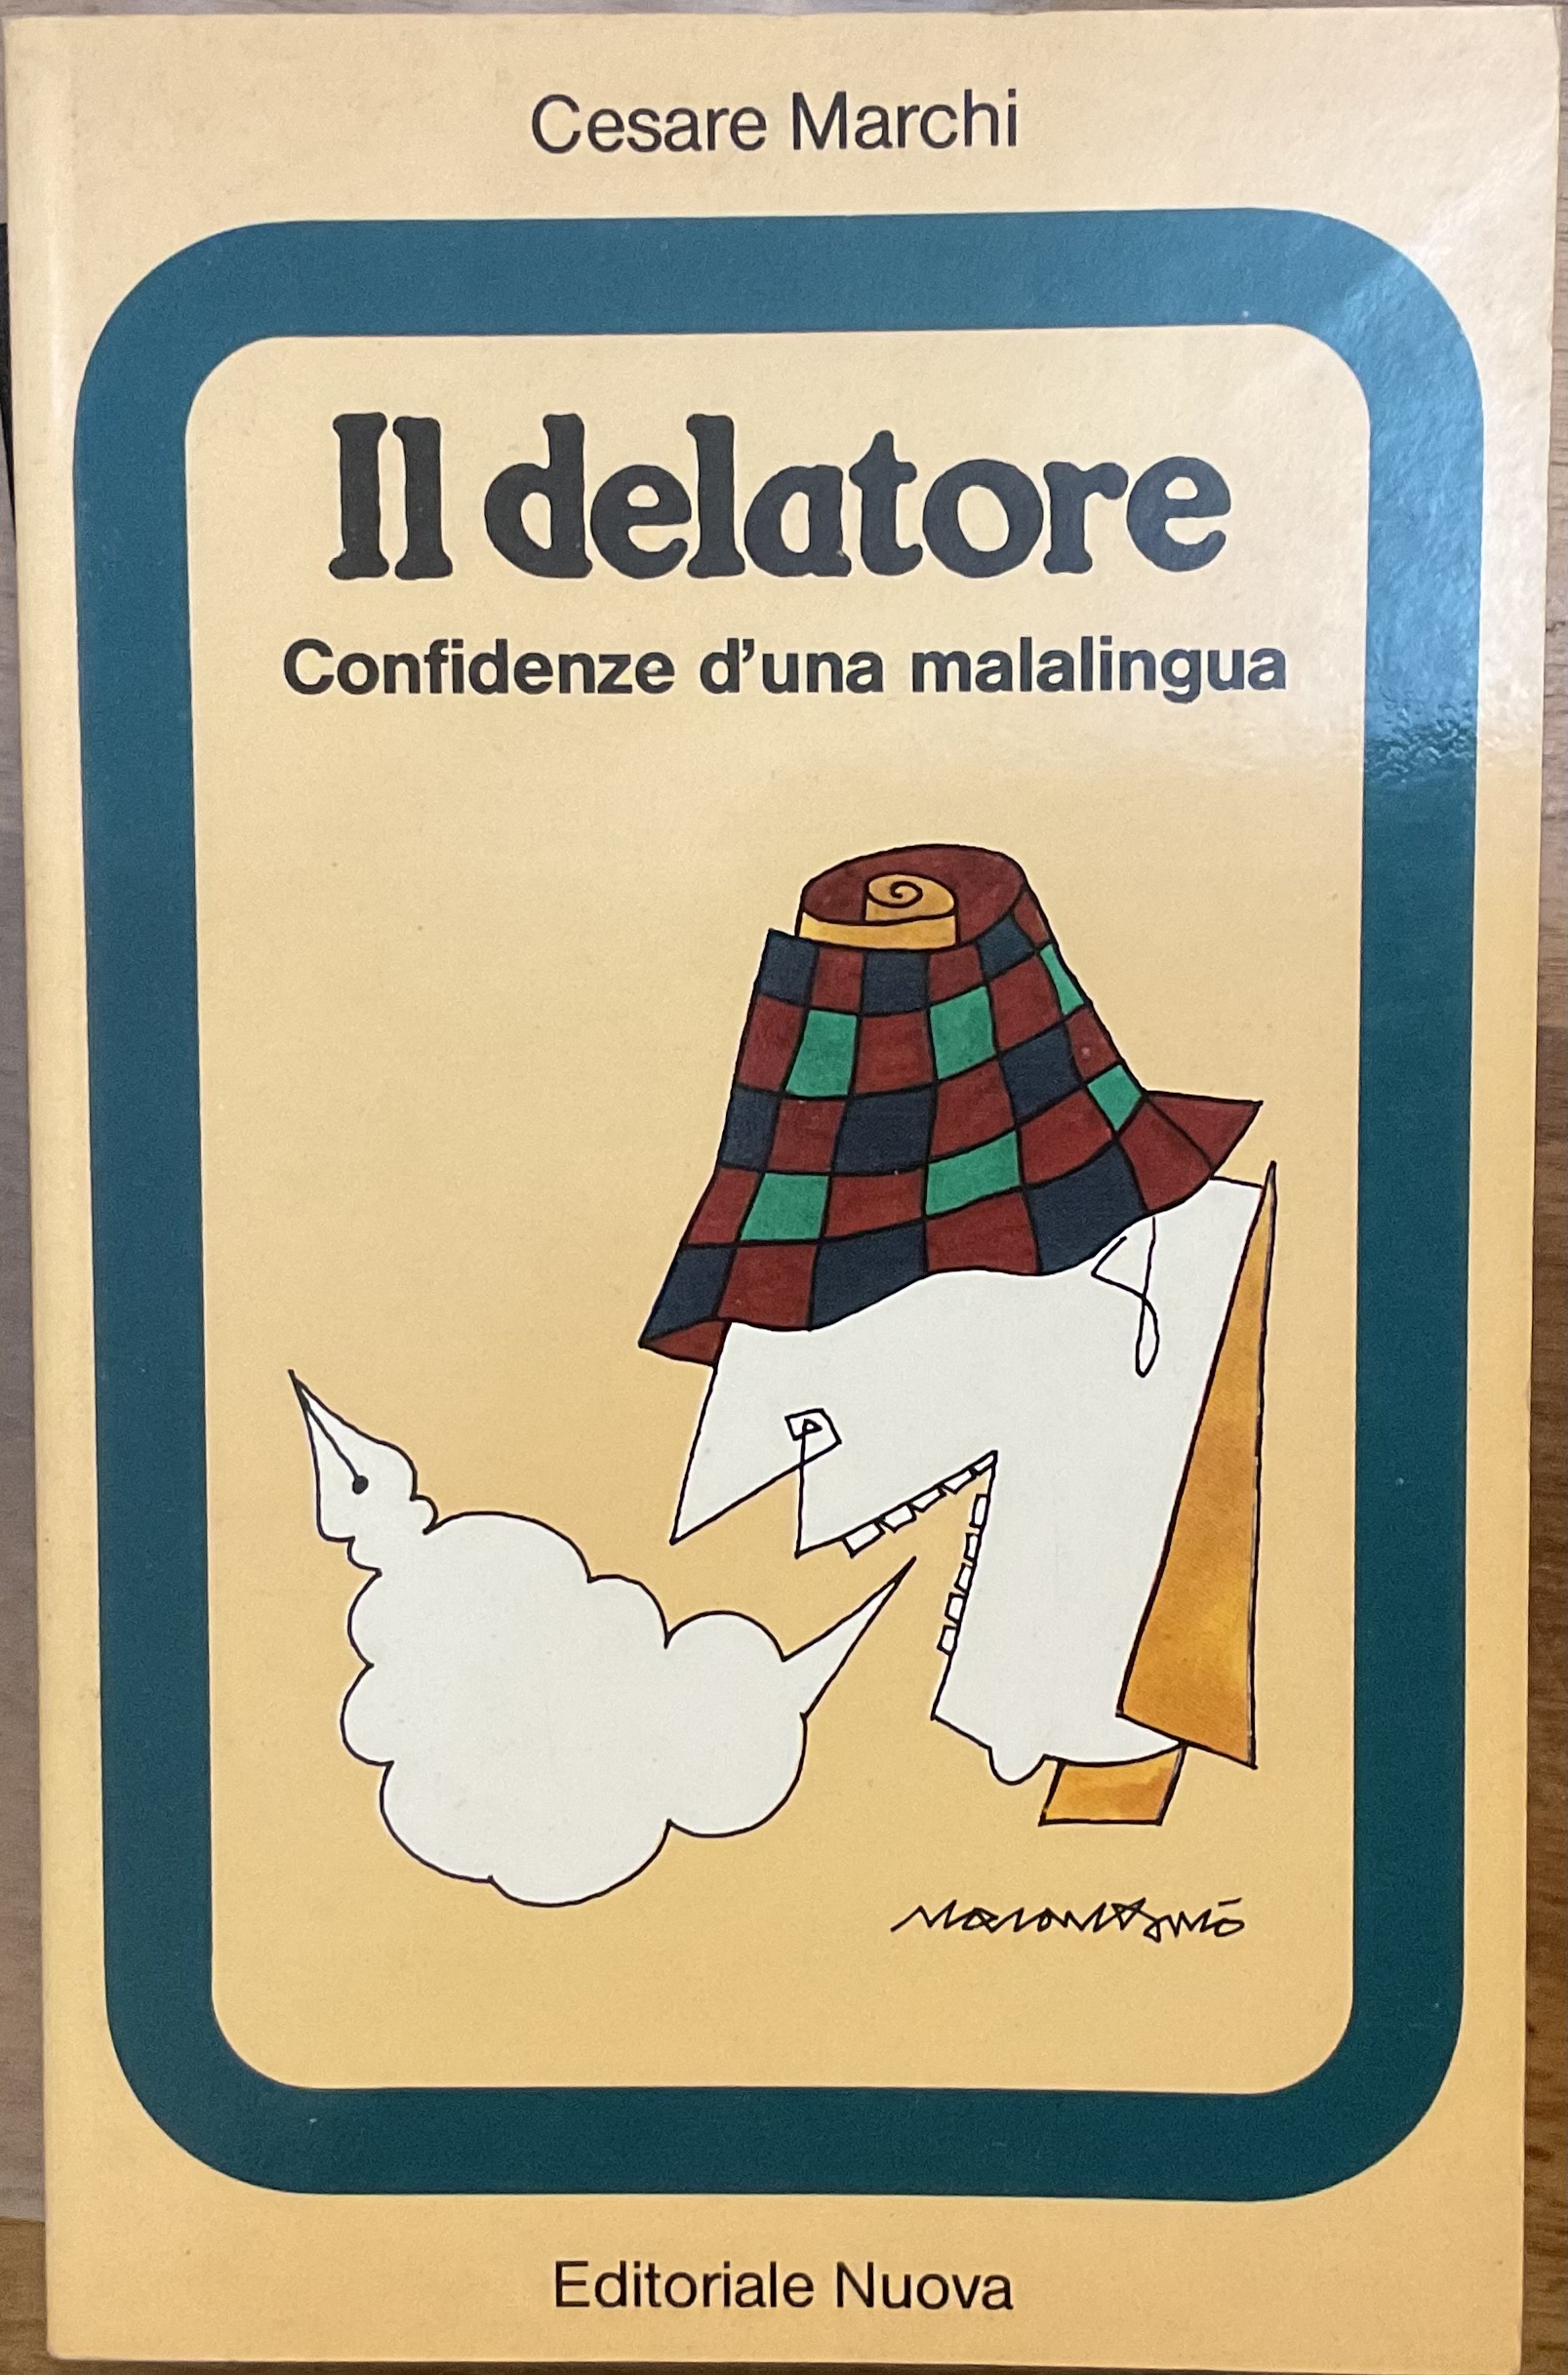 Cesare Marchi
Il delatore
Confidenze d'una malalingua
Editoriale Nuova